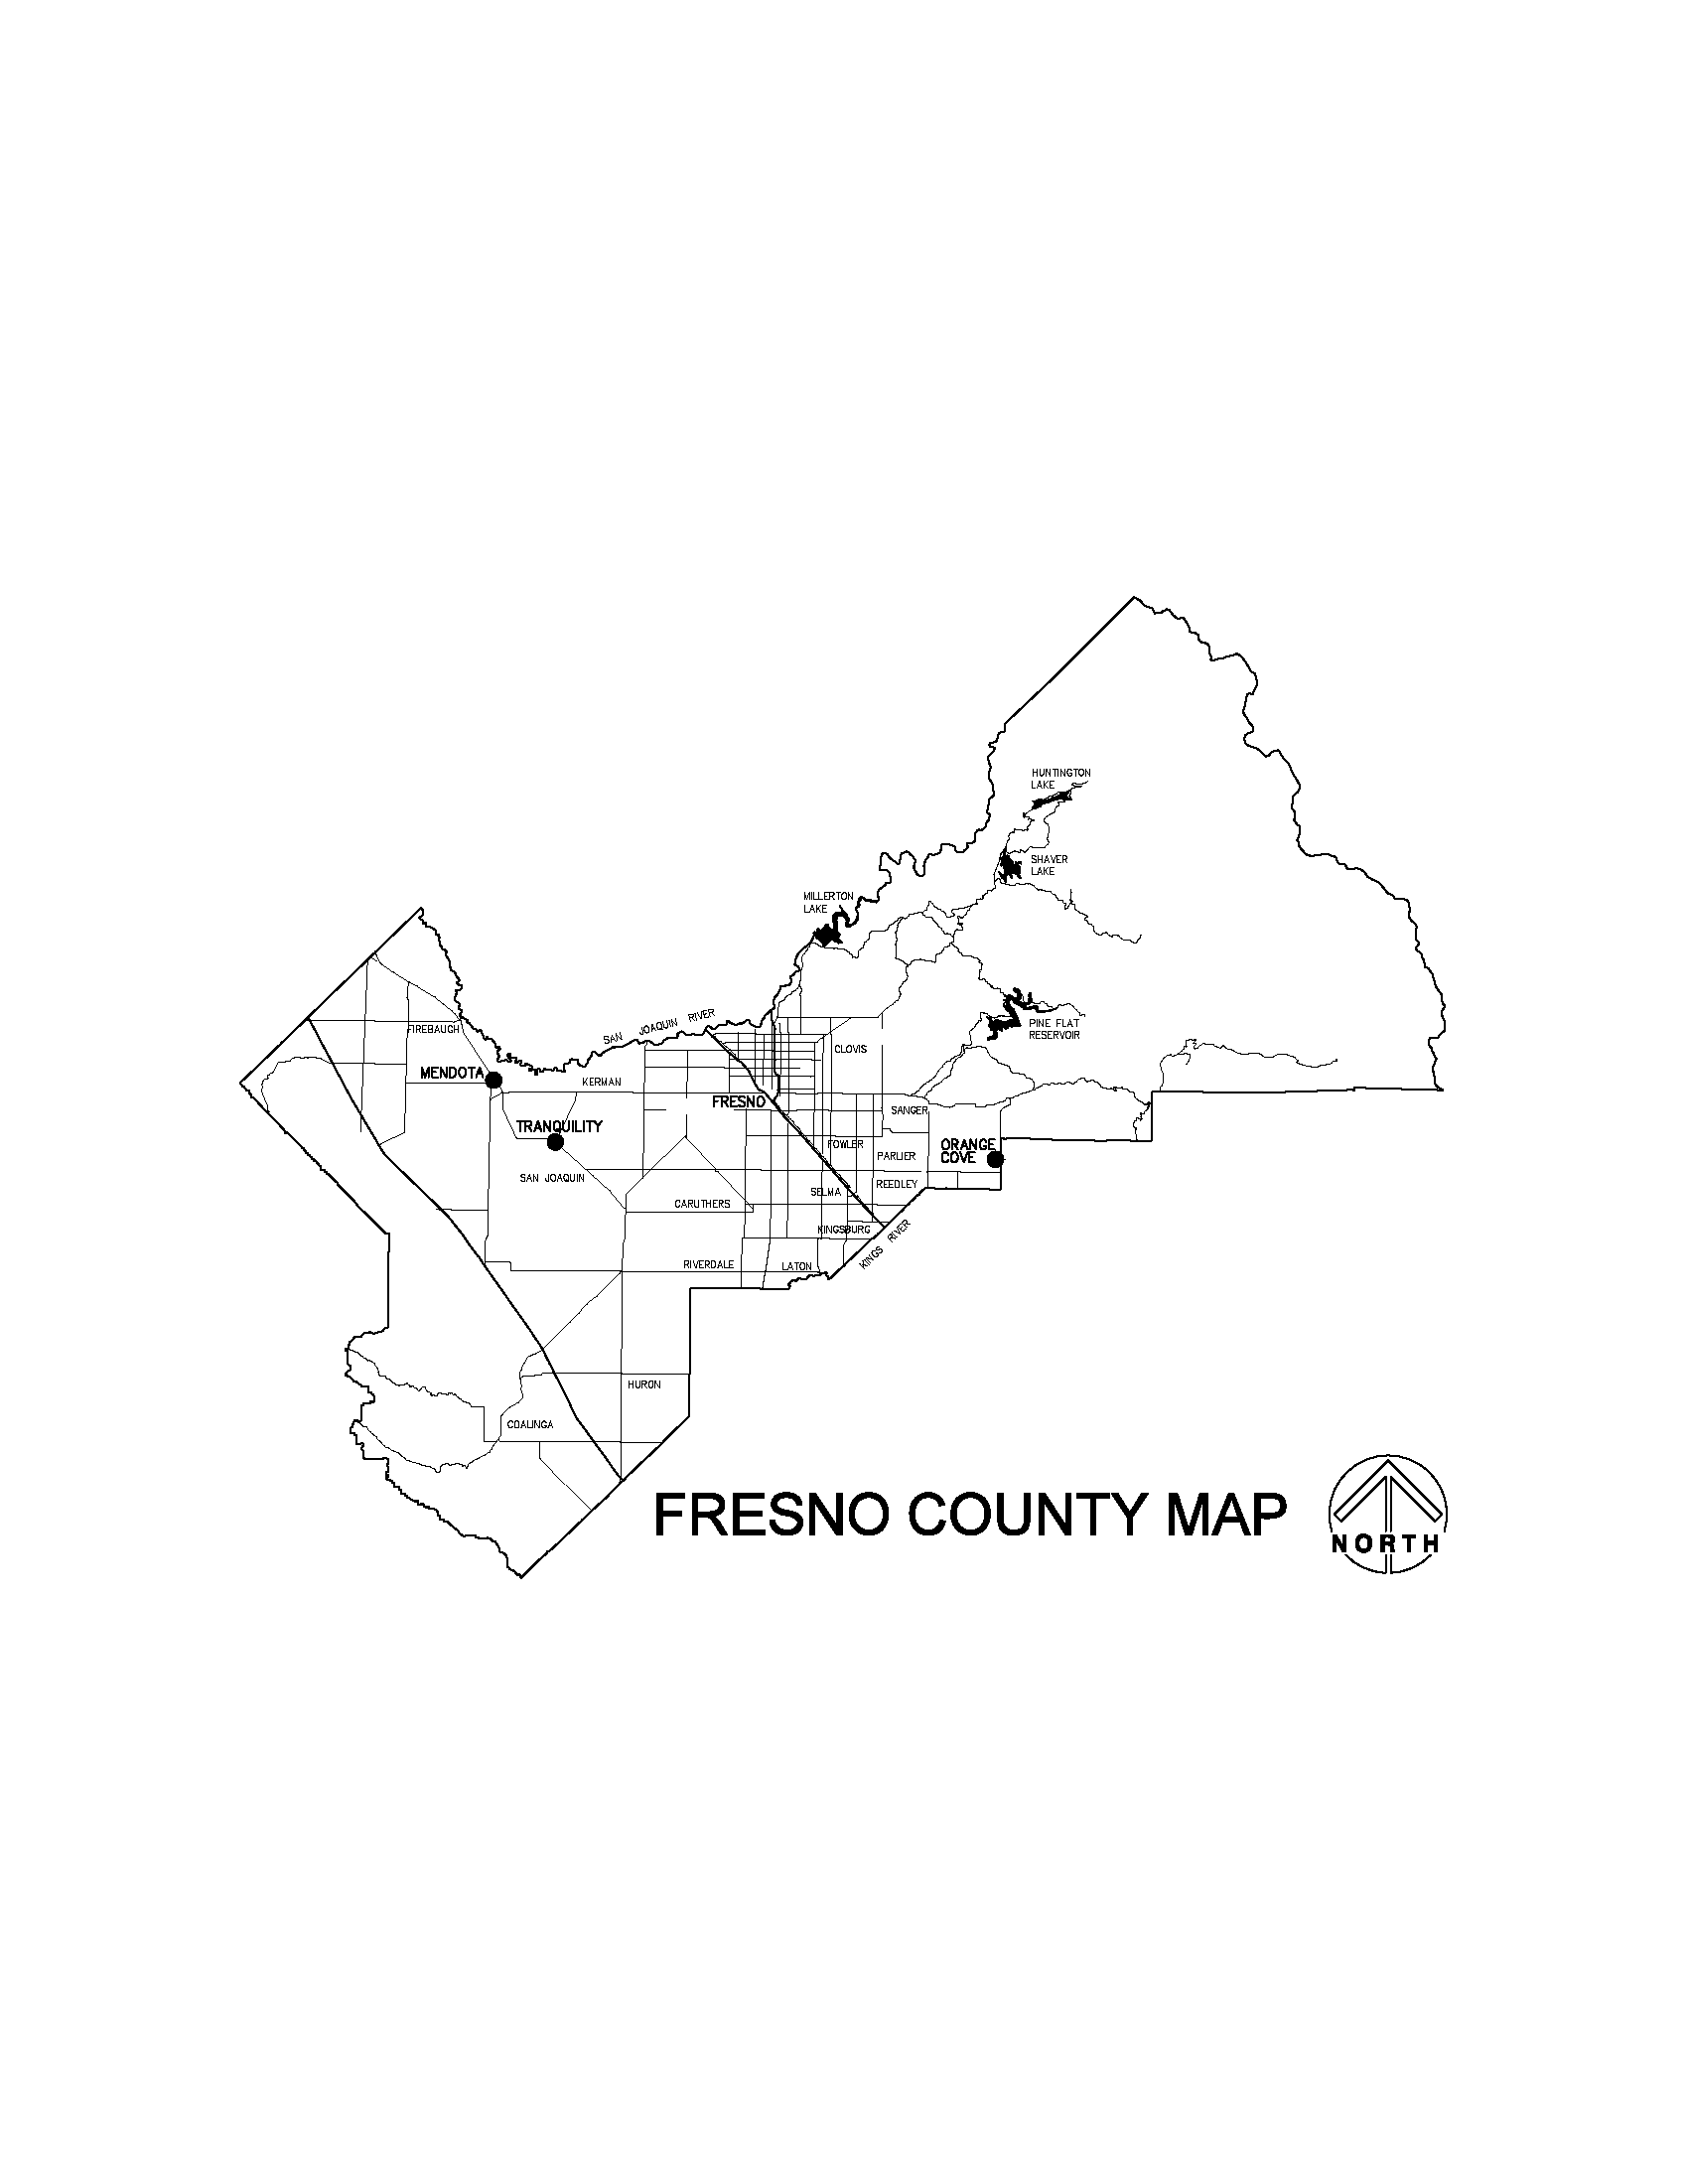 HUNTINGTON
LAKE
SHAVER
LAKE
MILLERTON
LAKE
SAN JOAQUIN RIVER
FIREBAUGH
PINE FLAT
RESERVOIR
CLOVIS
MENDOTA
KERMAN
FRESNO
SANGER
TRANQUILITY
FOWLER
ORANGE
COVE
PARLIER
SAN JOAQUIN
REEDLEY
SELMA
CARUTHERS
KINGSBURG
KINGS RIVER
RIVERDALE
LATON
HURON
COALINGA
FRESNO COUNTY MAP
NORTH